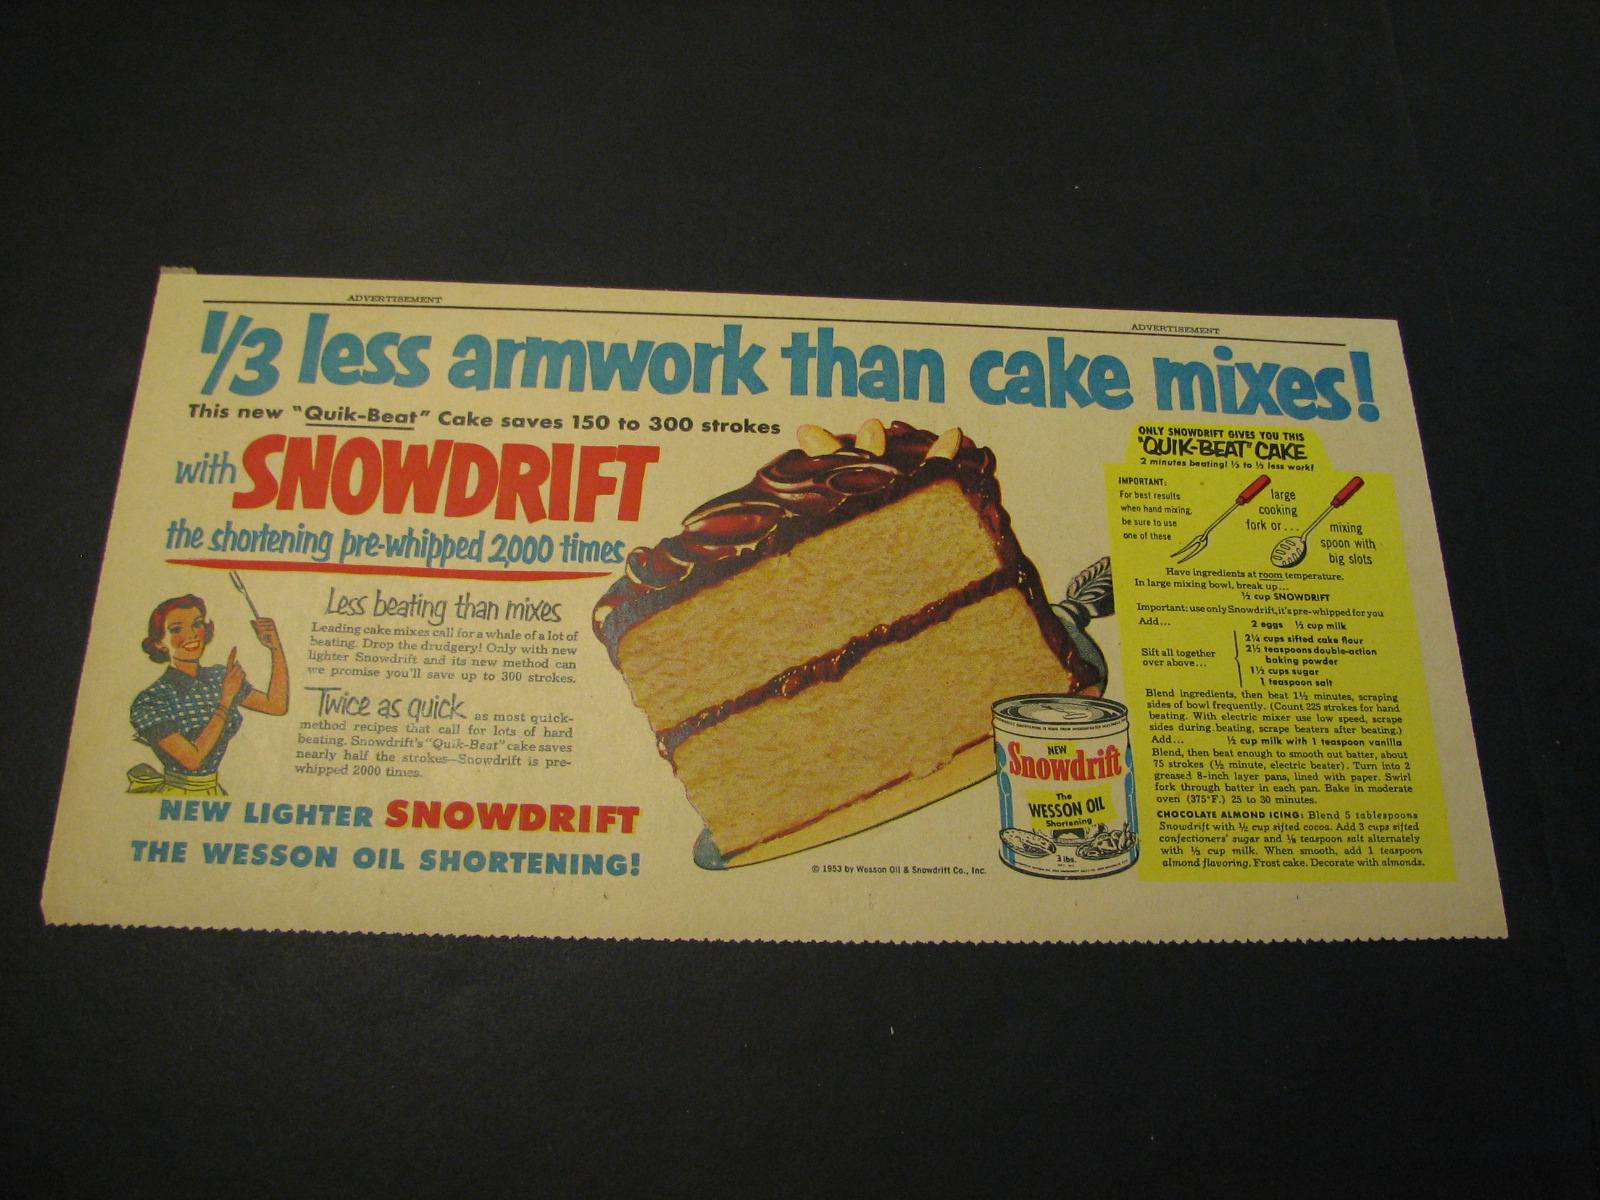 ADVERTISEMENT
ADVERTISEMENT
1/3 less armwork than cake mixes!
This new "Quik-Beat" Cake saves 150 to 300 strokes
with SNOWDRIFT
the shortening pre-whipped 2,000 times
Less beating than mixes
Leading cake mixes call for a whale of a lot of
beating. Drop the drudgery! Only with new
lighter Snowdrift and its new method can
we promise you'll save up to 300 strokes.
Twice as quick as most quick-
method recipes that call for lots of hard
beating. Snowdrift's "Quik-Beat" cake saves
nearly half the strokes—Snowdrift is pre-
whipped 2000 times.
NEW LIGHTER SNOWDRIFT
THE WESSON OIL SHORTENING!
© 1953 by Wesson Oil & Snowdrift Co., Inc.
NEW
Snowdrift
The
WESSON OIL
Shortening
3 lbs.
ONLY SNOWDRIFT GIVES YOU THIS
"QUIK-BEAT" CAKE
2 minutes beating! ⅓ to ½ less work!
IMPORTANT:
For best results
when hand mixing,
be sure to use
one of these
large
cooking
fork or...
mixing
spoon with
big slots
Have ingredients at room temperature.
In large mixing bowl, break up...
½ cup SNOWDRIFT
Important: use only Snowdrift, it's pre-whipped for you
Add... 2 eggs ½ cup milk
Sift all together
over above...
2¼ cups sifted cake flour
2½ teaspoons double-action
baking powder
1½ cups sugar
1 teaspoon salt
Blend ingredients, then beat 1½ minutes, scraping
sides of bowl frequently. (Count 225 strokes for hand
beating. With electric mixer use low speed, scrape
sides during beating, scrape beaters after beating.)
Add... ½ cup milk with 1 teaspoon vanilla
Blend, then beat enough to smooth out batter, about
75 strokes (½ minute, electric beater). Turn into 2
greased 8-inch layer pans, lined with paper. Swirl
fork through batter in each pan. Bake in moderate
oven (375°F.) 25 to 30 minutes.
CHOCOLATE ALMOND ICING: Blend 5 tablespoons
Snowdrift with ½ cup sifted cocoa. Add 3 cups sifted
confectioners' sugar and ⅛ teaspoon salt alternately
with ⅓ cup milk. When smooth, add 1 teaspoon
almond flavoring. Frost cake. Decorate with almonds.